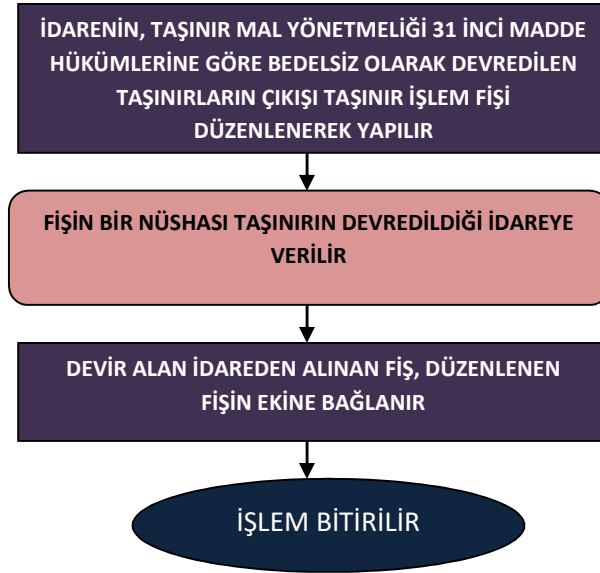 İDARENİN, TAŞINIR MAL YÖNETMELİĞİ 31 İNCİ MADDE
HÜKÜMLERİNE GÖRE BEDELSİZ OLARAK DEVREDİLEN
TAŞINIRLARIN ÇIKIŞI TAŞINIR İŞLEM FİŞİ
DÜZENLENEREK YAPILIR
FİŞİN BİR NÜSHASI TAŞINIRIN DEVREDİLDİĞİ İDAREYE
VERİLİR
DEVİR ALAN İDAREDEN ALINAN FİŞ, DÜZENLENEN
FİŞİN EKİNE BAĞLANIR
İŞLEM BİTİRİLİR